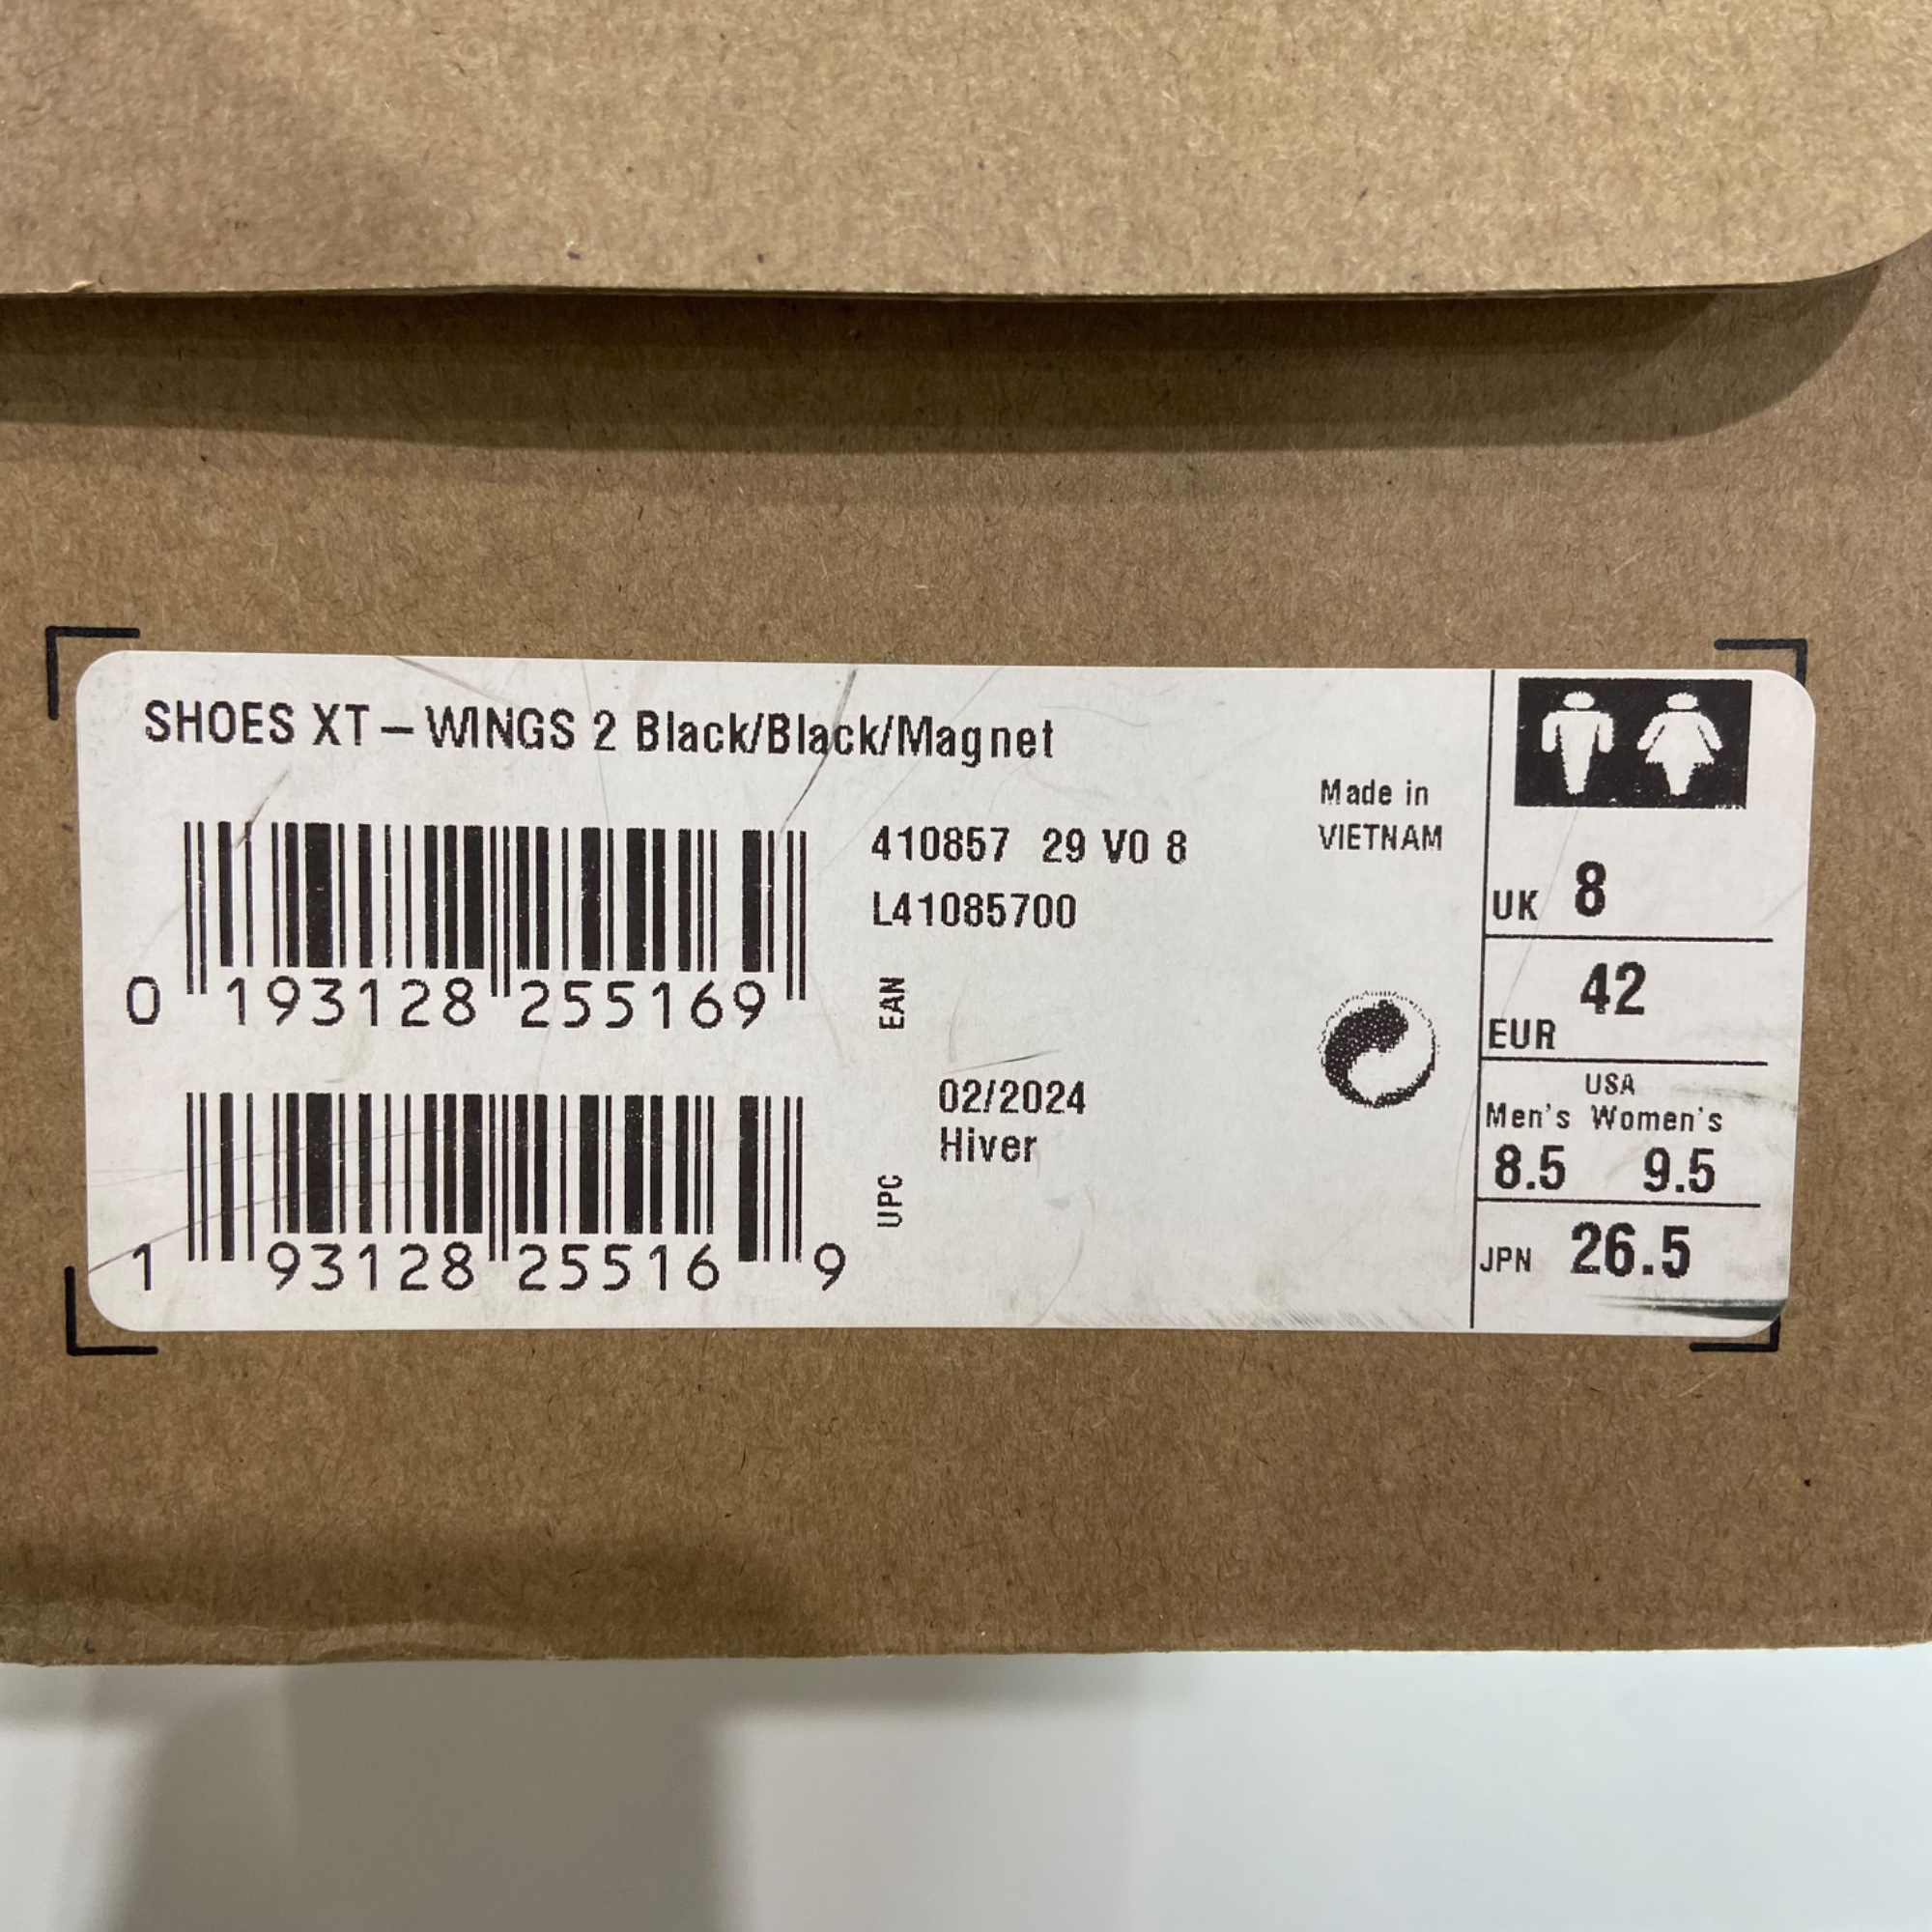 SHOES XT – WINGS 2 Black/Black/Magnet
0 193128 255169
EAN
410857 29 V0 8
L41085700
Made in
VIETNAM
1 93128 25516 9
UPC
02/2024
Hiver
UK 8
EUR 42
USA
Men's Women's
8.5 9.5
JPN 26.5